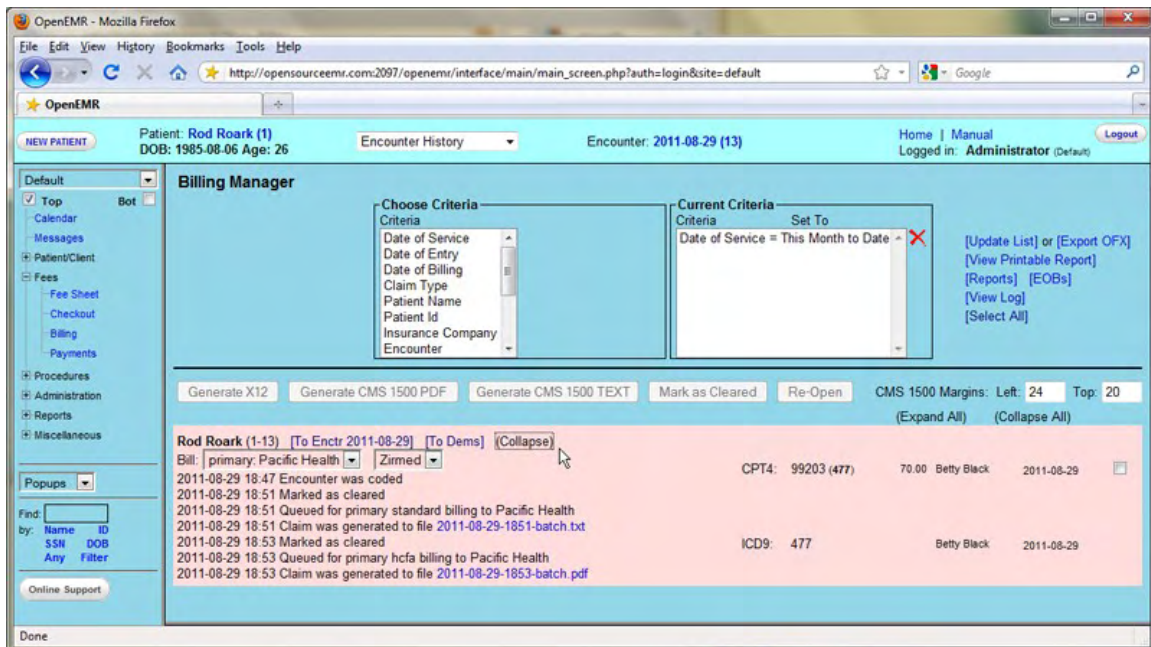 OpenEMR - Mozilla Firefox
File Edit View History Bookmarks Tools Help
http://opensourceemr.com:2097/openemr/interface/main/main_screen.php?auth=login&site=default
Google
OpenEMR
NEW PATIENT
Patient: Rod Roark (1)
DOB: 1985-08-06 Age: 26
Encounter History
Encounter: 2011-08-29 (13)
Home | Manual
Logged in: Administrator (Default)
Logout
Default
Top Bot
Calendar
Messages
Patient/Client
Fees
Fee Sheet
Checkout
Billing
Payments
Procedures
Administration
Reports
Miscellaneous
Popups
Find:
by: Name ID
SSN DOB
Any Filter
Online Support
Billing Manager
Choose Criteria
Criteria
Date of Service
Date of Entry
Date of Billing
Claim Type
Patient Name
Patient Id
Insurance Company
Encounter
Current Criteria
Criteria Set To
Date of Service = This Month to Date
[Update List] or [Export OFX]
[View Printable Report]
[Reports] [EOBs]
[View Log]
[Select All]
Generate X12 Generate CMS 1500 PDF Generate CMS 1500 TEXT Mark as Cleared Re-Open CMS 1500 Margins: Left: 24 Top: 20
(Expand All) (Collapse All)
Rod Roark (1-13) [To Enctr 2011-08-29] [To Dems] (Collapse)
Bill: primary: Pacific Health Zirmed
CPT4: 99203 (477) 70.00 Betty Black 2011-08-29
2011-08-29 18:47 Encounter was coded
2011-08-29 18:51 Marked as cleared
2011-08-29 18:51 Queued for primary standard billing to Pacific Health
2011-08-29 18:51 Claim was generated to file 2011-08-29-1851-batch.txt
2011-08-29 18:53 Marked as cleared
ICD9: 477 Betty Black 2011-08-29
2011-08-29 18:53 Queued for primary hcfa billing to Pacific Health
2011-08-29 18:53 Claim was generated to file 2011-08-29-1853-batch.pdf
Done